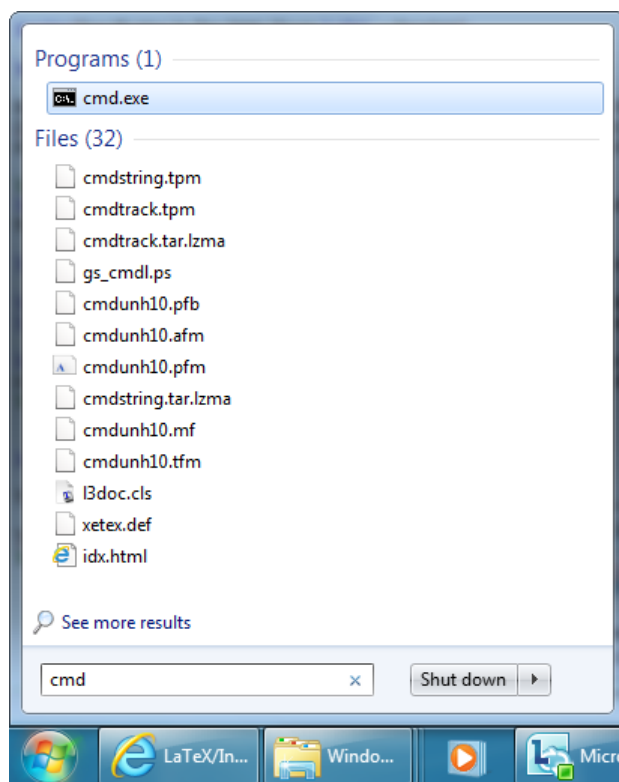 Programs (1)
C:\.
cmd.exe
Files (32)
cmdstring.tpm
cmdtrack.tpm
cmdtrack.tar.lzma
gs_cmdl.ps
cmdunh10.pfb
cmdunh10.afm
cmdunh10.pfm
cmdstring.tar.lzma
cmdunh10.mf
cmdunh10.tfm
l3doc.cls
xetex.def
idx.html
See more results
cmd
Shut down
LaTeX/In... Windo... Micr